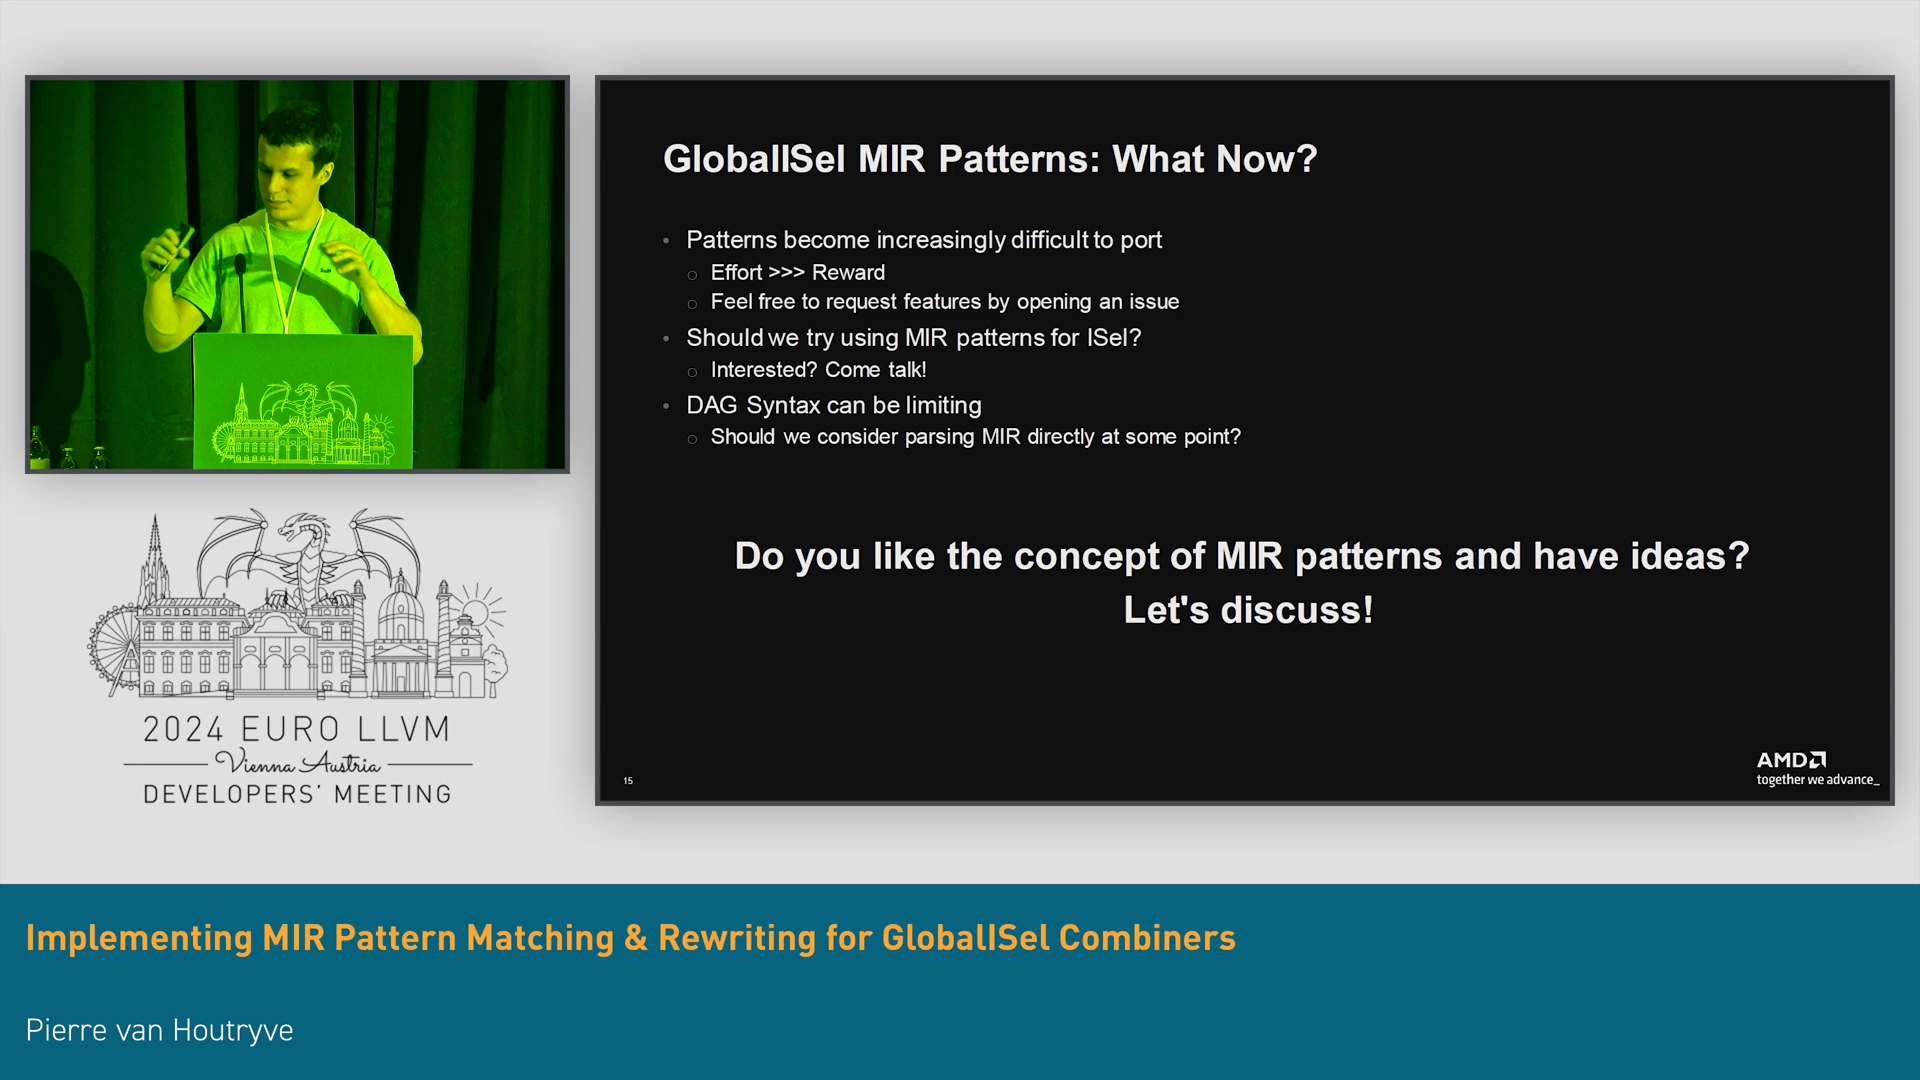 GlobalISel MIR Patterns: What Now?
• Patterns become increasingly difficult to port
○ Effort >>> Reward
○ Feel free to request features by opening an issue
• Should we try using MIR patterns for ISel?
○ Interested? Come talk!
• DAG Syntax can be limiting
○ Should we consider parsing MIR directly at some point?
Do you like the concept of MIR patterns and have ideas?
Let's discuss!
15
AMD
together we advance_
2024 EURO LLVM
Vienna Austria
DEVELOPERS' MEETING
Implementing MIR Pattern Matching & Rewriting for GlobalISel Combiners
Pierre van Houtryve